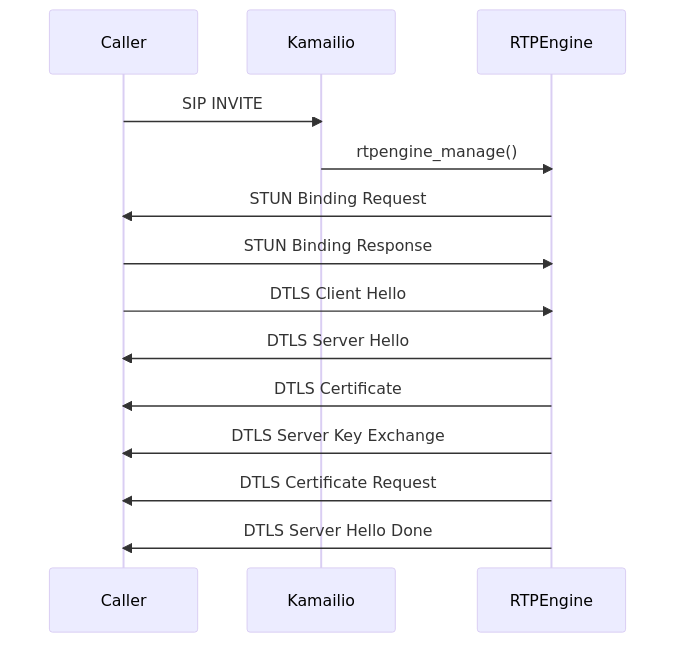 Caller Kamailio RTPEngine
SIP INVITE
rtpengine_manage()
STUN Binding Request
STUN Binding Response
DTLS Client Hello
DTLS Server Hello
DTLS Certificate
DTLS Server Key Exchange
DTLS Certificate Request
DTLS Server Hello Done
Caller Kamailio RTPEngine